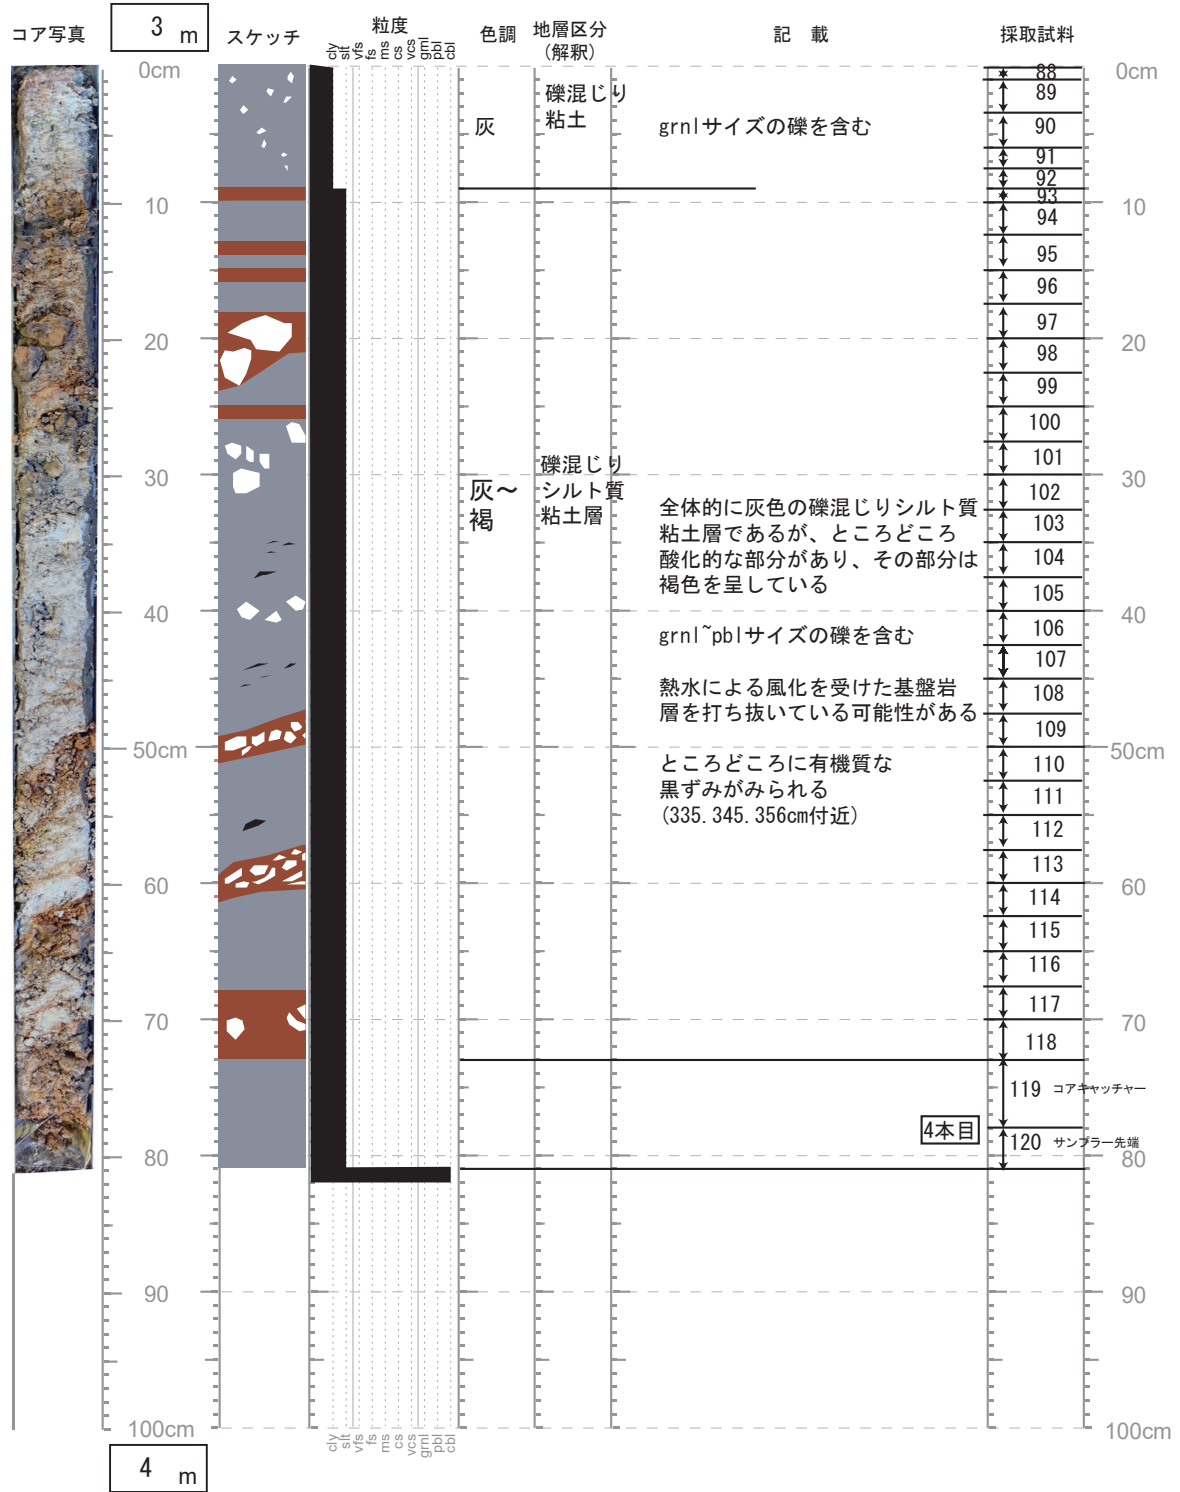 コア写真
3 m
スケッチ
粒度
cly
slt
vfs
fs
ms
cs
vcs
grnl
pbl
cbl
色調
地層区分
(解釈)
記 載
採取試料
0cm
10
20
30
40
50cm
60
70
80
90
100cm
灰
礫混じり
粘土
grnlサイズの礫を含む
灰~
褐
礫混じり
シルト質
粘土層
全体的に灰色の礫混じりシルト質
粘土層であるが、ところどころ
酸化的な部分があり、その部分は
褐色を呈している
grnl~pblサイズの礫を含む
熱水による風化を受けた基盤岩
層を打ち抜いている可能性がある
ところどころに有機質な
黒ずみがみられる
(335.345.356cm付近)
4本目
88
89
90
91
92
93
94
95
96
97
98
99
100
101
102
103
104
105
106
107
108
109
110
111
112
113
114
115
116
117
118
119 コアキャッチャー
120 サンプラー先端
0cm
10
20
30
40
50cm
60
70
80
90
100cm
cly
slt
vfs
fs
ms
cs
vcs
grnl
pbl
cbl
4 m